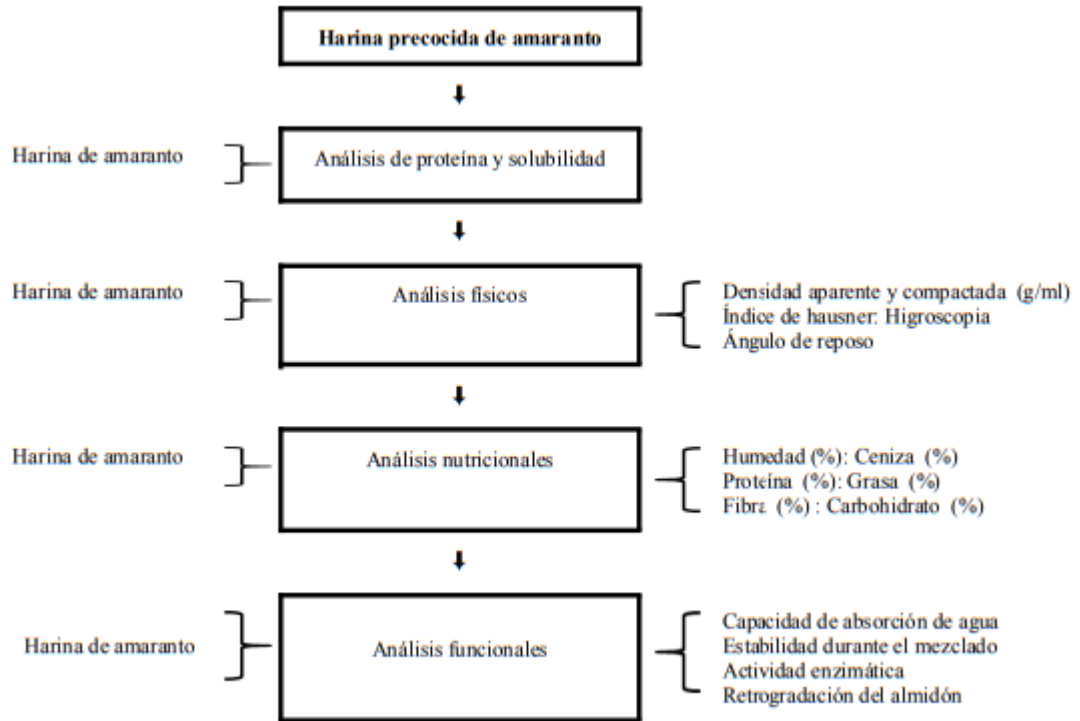 Harina precocida de amaranto
Harina de amaranto
Análisis de proteína y solubilidad
Harina de amaranto
Análisis físicos
Densidad aparente y compactada (g/ml)
Índice de hausner: Higroscopia
Ángulo de reposo
Harina de amaranto
Análisis nutricionales
Humedad (%): Ceniza (%)
Proteína (%): Grasa (%)
Fibra (%) : Carbohidrato (%)
Harina de amaranto
Análisis funcionales
Capacidad de absorción de agua
Estabilidad durante el mezclado
Actividad enzimática
Retrogradación del almidón